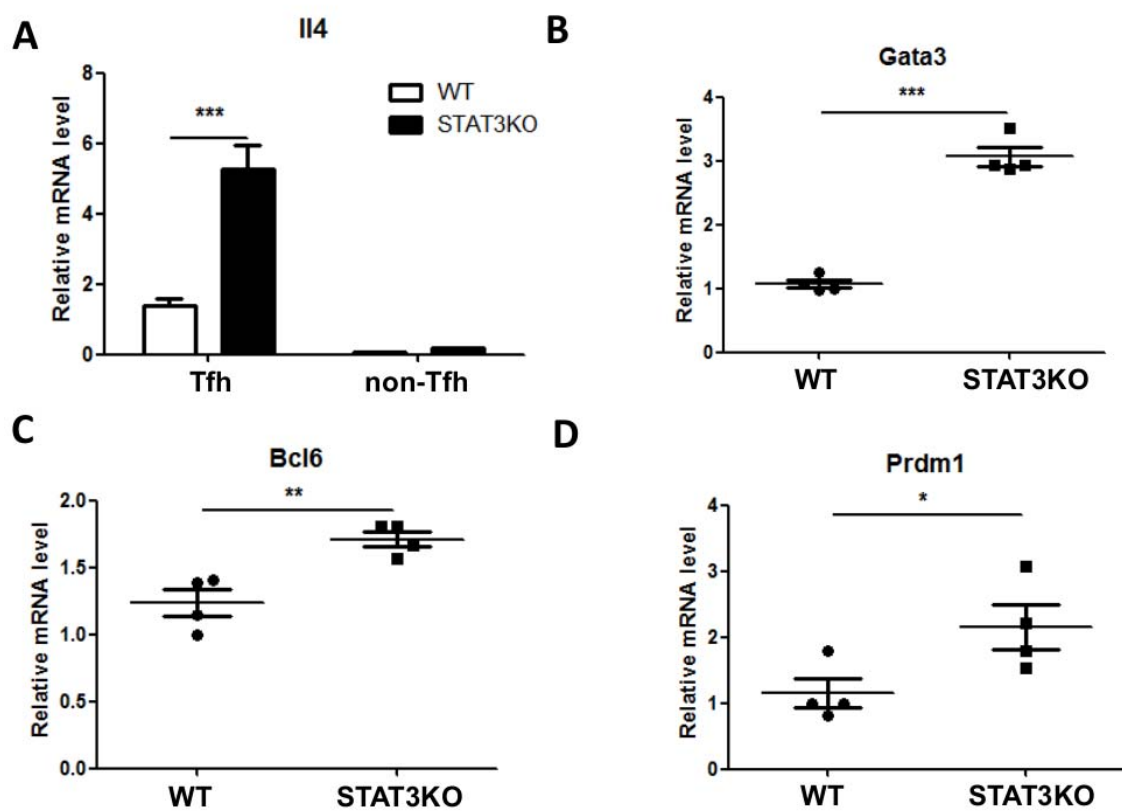 A
Il4
Relative mRNA level
8
6
4
2
0
***
WT
STAT3KO
Tfh
non-Tfh
B
Gata3
Relative mRNA level
4
3
2
1
0
***
WT
STAT3KO
C
Bcl6
Relative mRNA level
2.0
1.5
1.0
0.5
0.0
**
WT
STAT3KO
D
Prdm1
Relative mRNA level
4
3
2
1
0
*
WT
STAT3KO